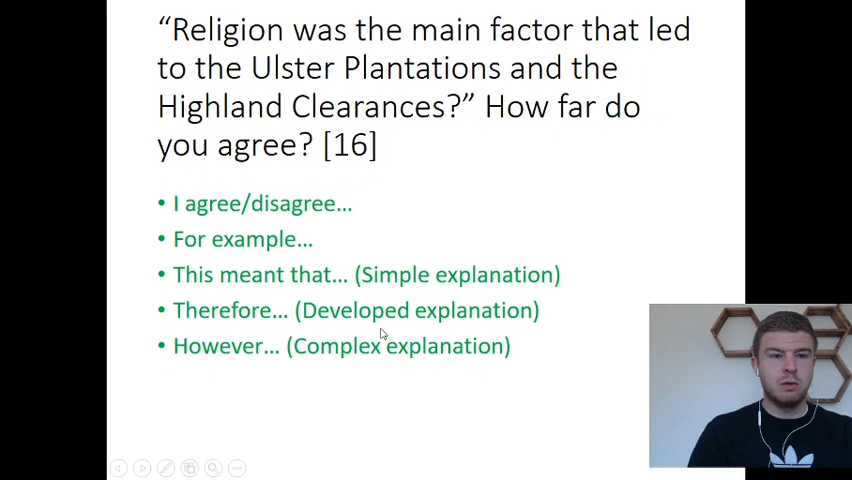 “Religion was the main factor that led
to the Ulster Plantations and the
Highland Clearances?” How far do
you agree? [16]
• I agree/disagree…
• For example…
• This meant that… (Simple explanation)
• Therefore… (Developed explanation)
• However… (Complex explanation)